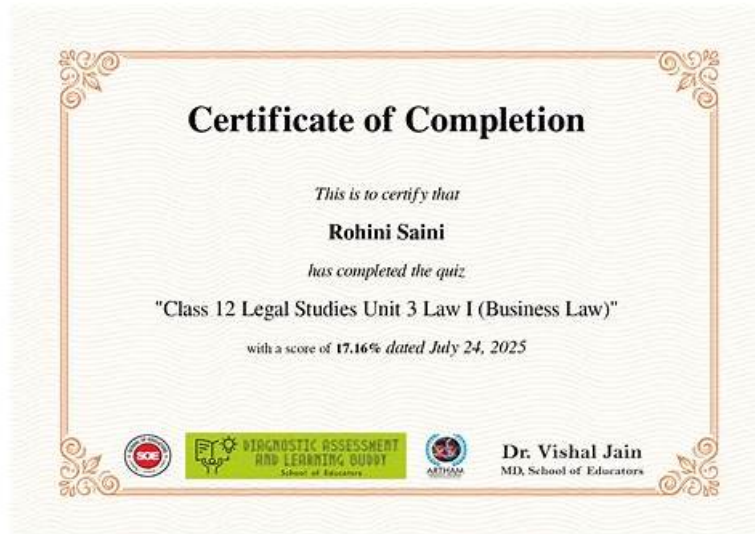 Certificate of Completion
This is to certify that
Rohini Saini
has completed the quiz
"Class 12 Legal Studies Unit 3 Law I (Business Law)"
with a score of 17.16% dated July 24, 2025
SOE
DIAGNOSTIC ASSESSMENT
AND LEARNING BUDDY
School of Educators
ARTHAM
Dr. Vishal Jain
MD, School of Educators